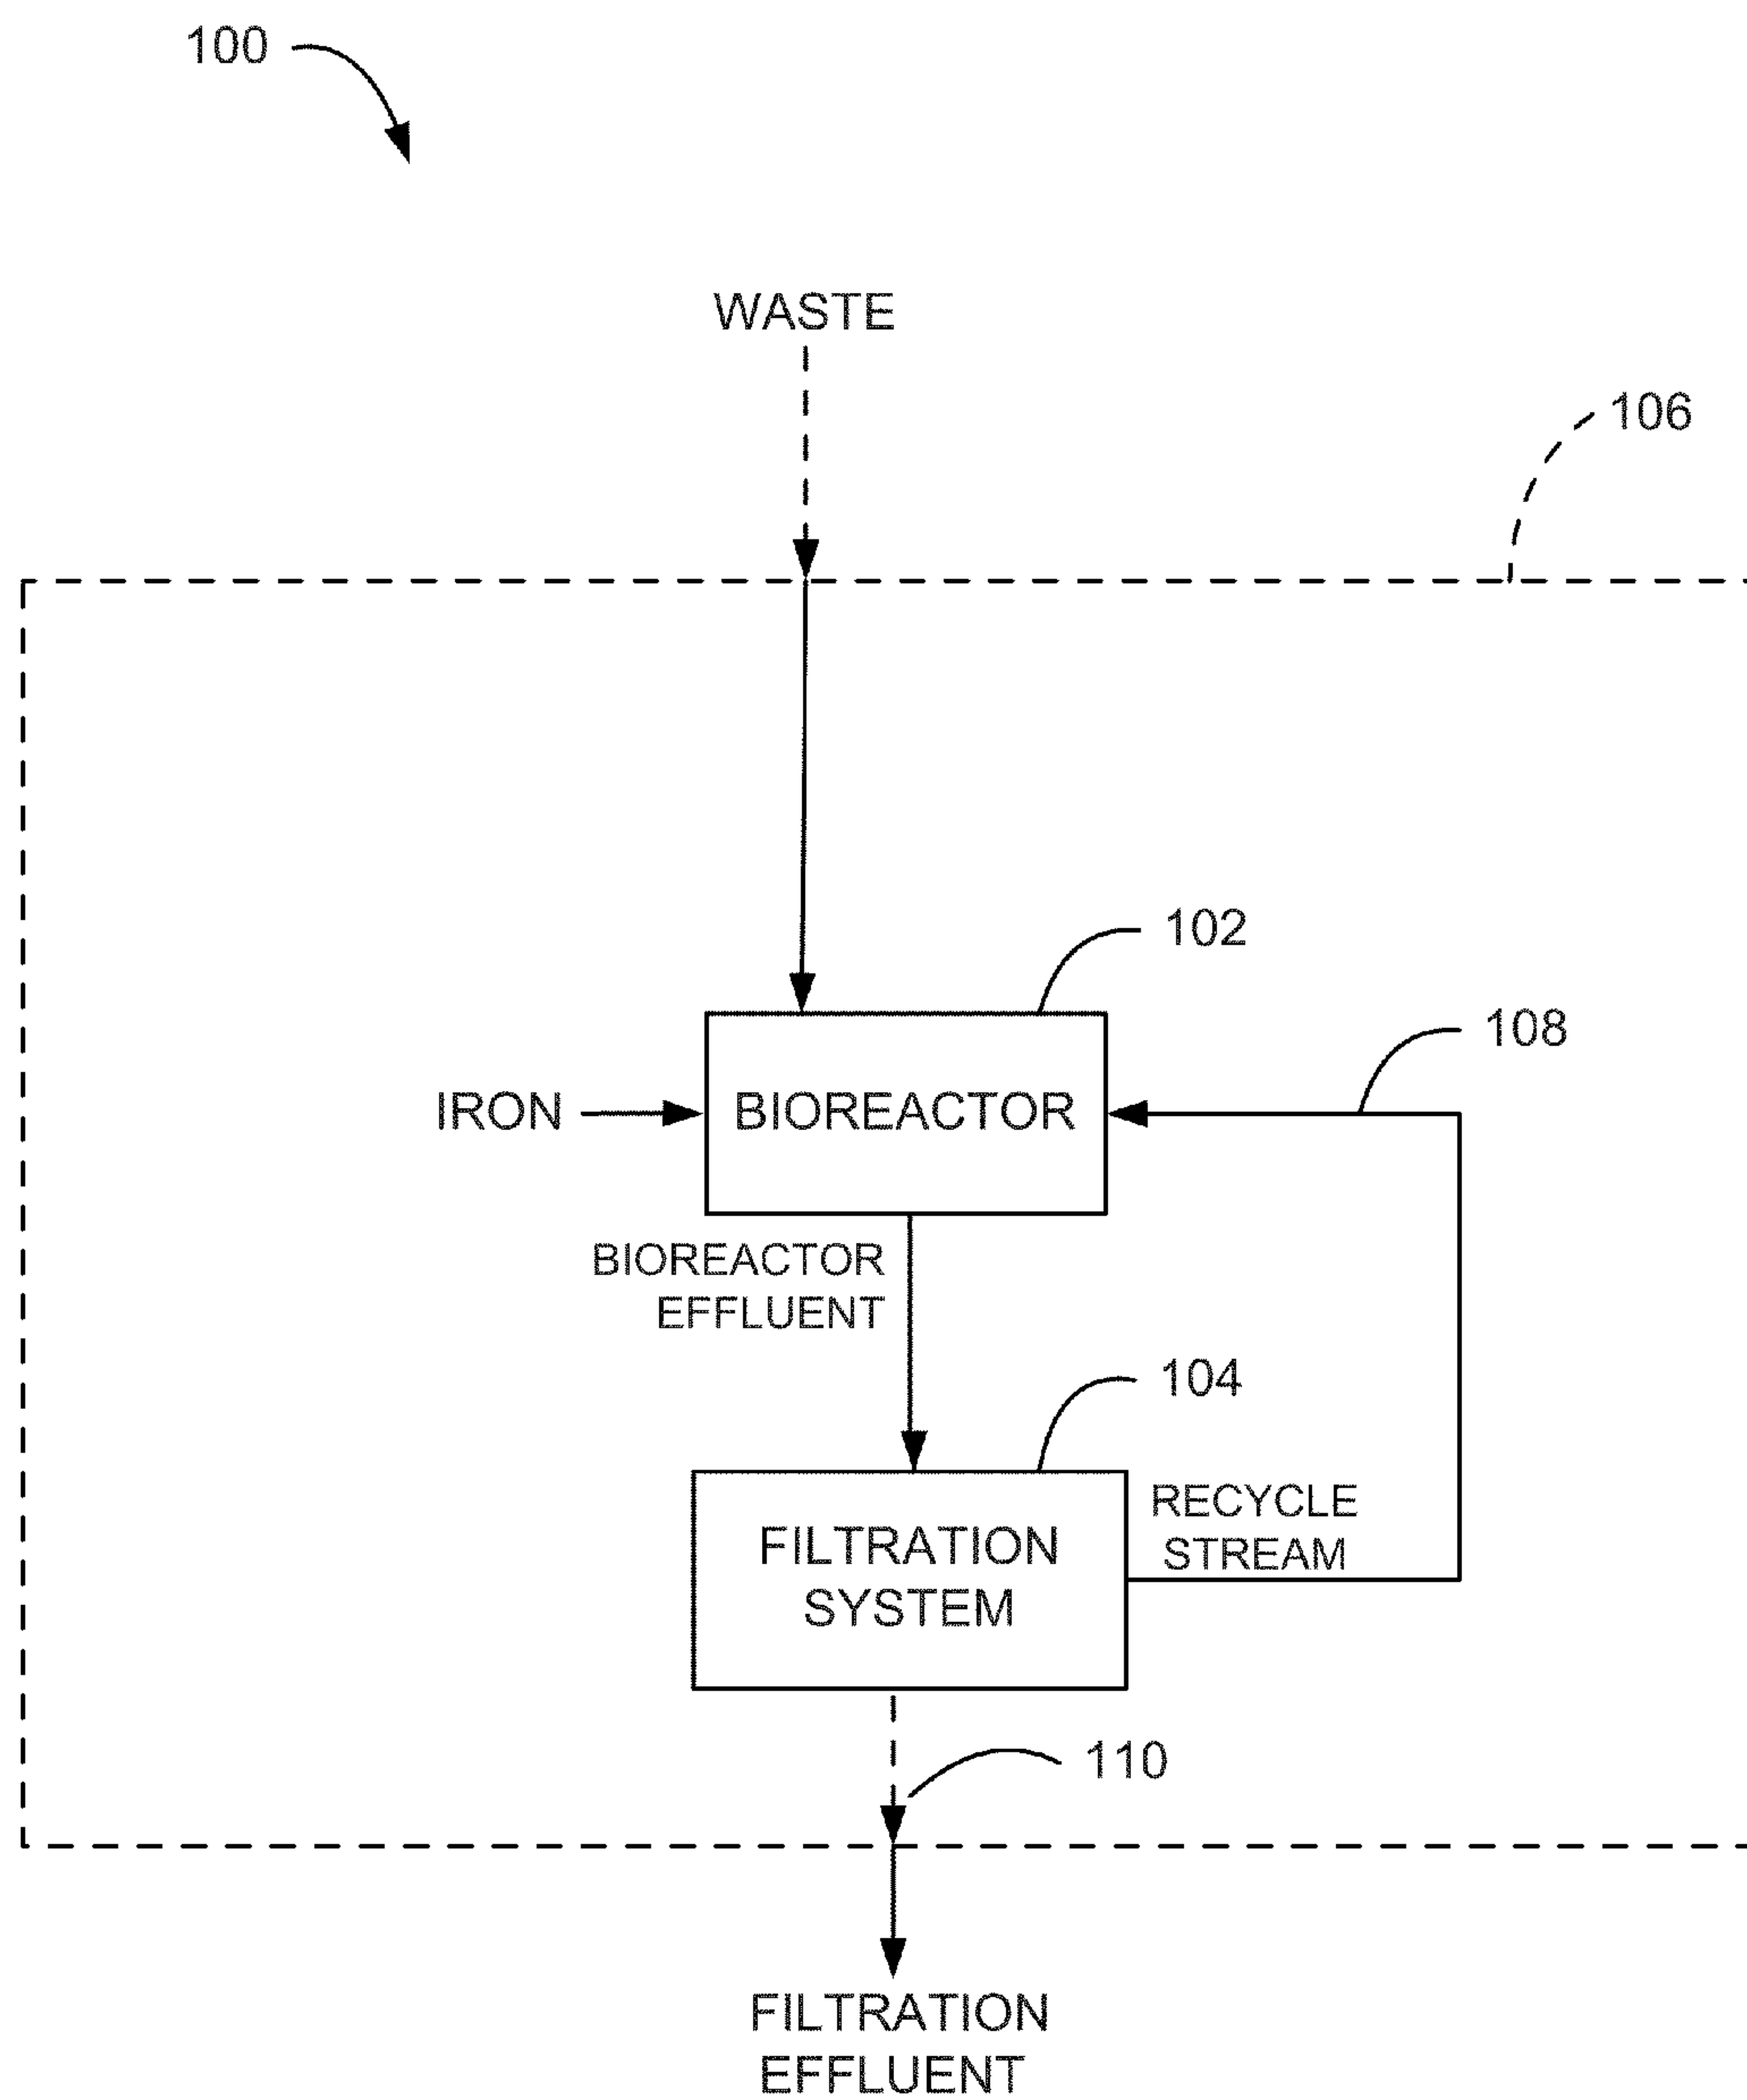 100
WASTE
106
102
108
IRON
BIOREACTOR
BIOREACTOR
EFFLUENT
104
RECYCLE
STREAM
FILTRATION
SYSTEM
110
FILTRATION
EFFLUENT